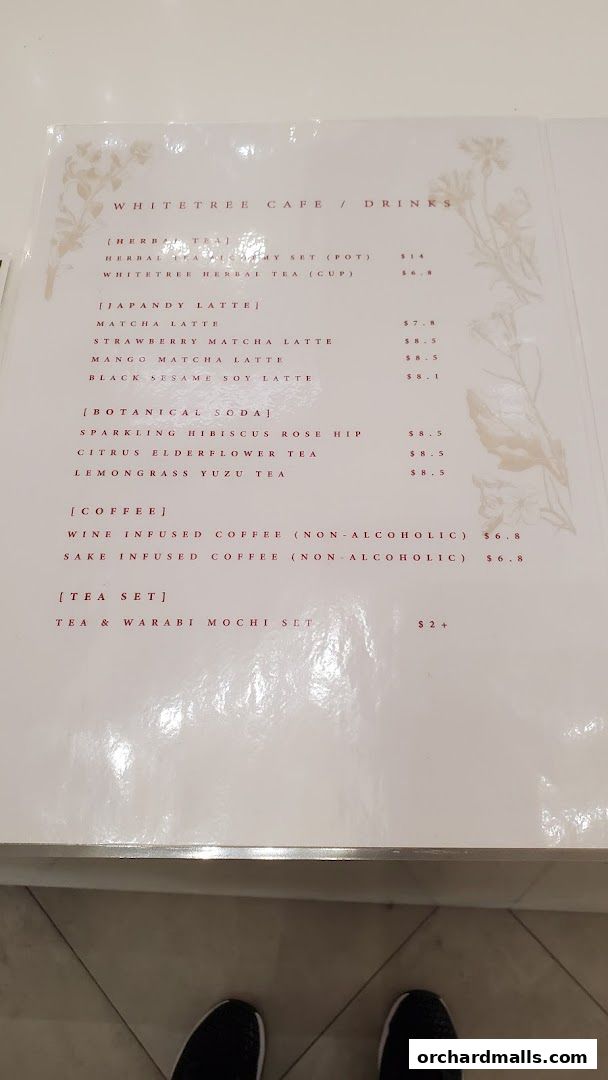 WHITETREE CAFE / DRINKS
[HERBAL TEA]
HERBAL TEA ALCHEMY SET (POT) $14
WHITETREE HERBAL TEA (CUP) $6.8
[JAPANDY LATTE]
MATCHA LATTE $7.8
STRAWBERRY MATCHA LATTE $8.5
MANGO MATCHA LATTE $8.5
BLACK SESAME SOY LATTE $8.1
[BOTANICAL SODA]
SPARKLING HIBISCUS ROSE HIP $8.5
CITRUS ELDERFLOWER TEA $8.5
LEMONGRASS YUZU TEA $8.5
[COFFEE]
WINE INFUSED COFFEE (NON-ALCOHOLIC) $6.8
SAKE INFUSED COFFEE (NON-ALCOHOLIC) $6.8
[TEA SET]
TEA & WARABI MOCHI SET $2+
orchardmalls.com